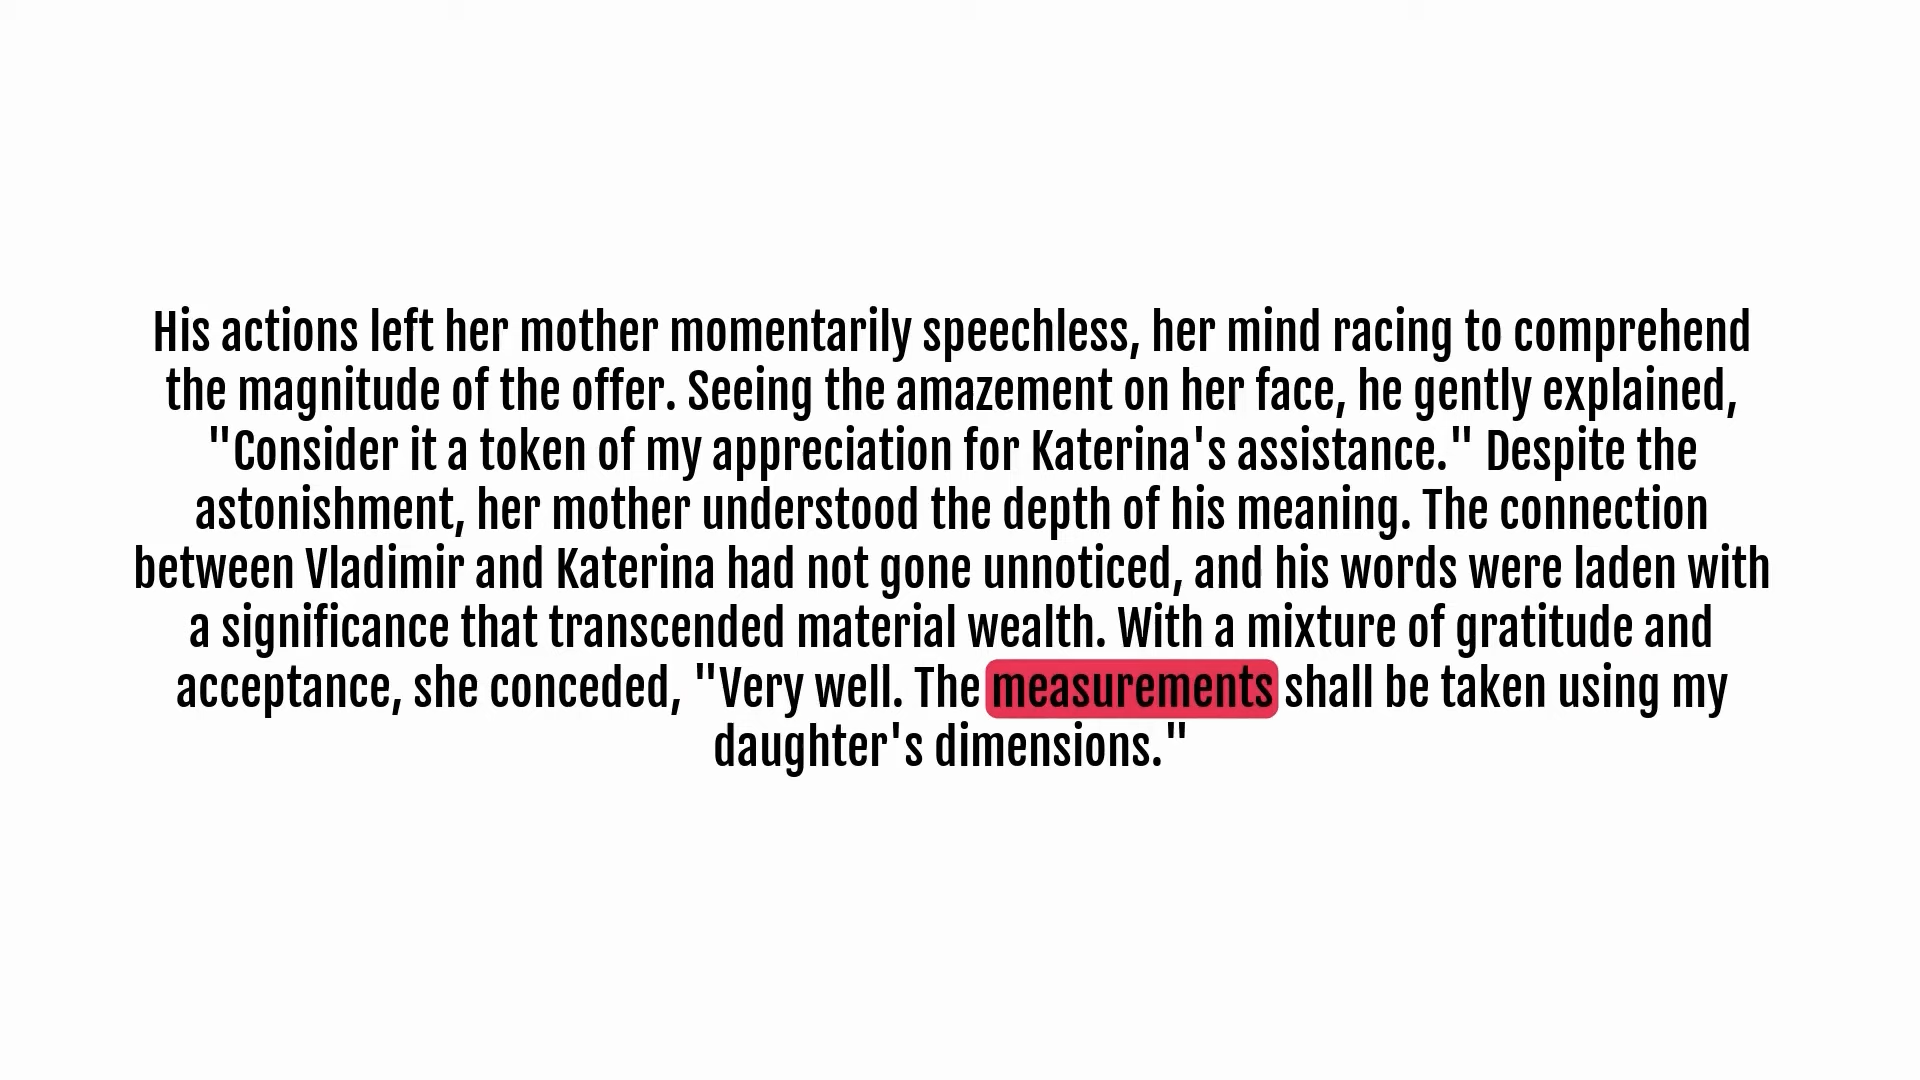 His actions left her mother momentarily speechless, her mind racing to comprehend
the magnitude of the offer. Seeing the amazement on her face, he gently explained,
"Consider it a token of my appreciation for Katerina's assistance." Despite the
astonishment, her mother understood the depth of his meaning. The connection
between Vladimir and Katerina had not gone unnoticed, and his words were laden with
a significance that transcended material wealth. With a mixture of gratitude and
acceptance, she conceded, "Very well. The measurements shall be taken using my
daughter's dimensions."